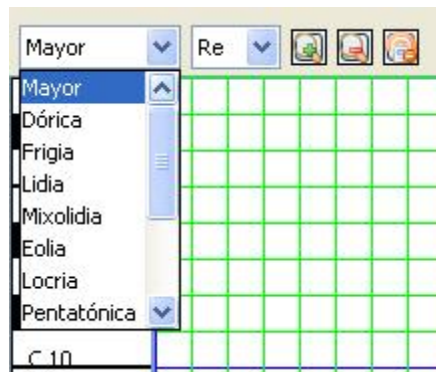 Mayor Re
Mayor
Dórica
Frigia
Lidia
Mixolidia
Eolia
Locria
Pentatónica
C 10